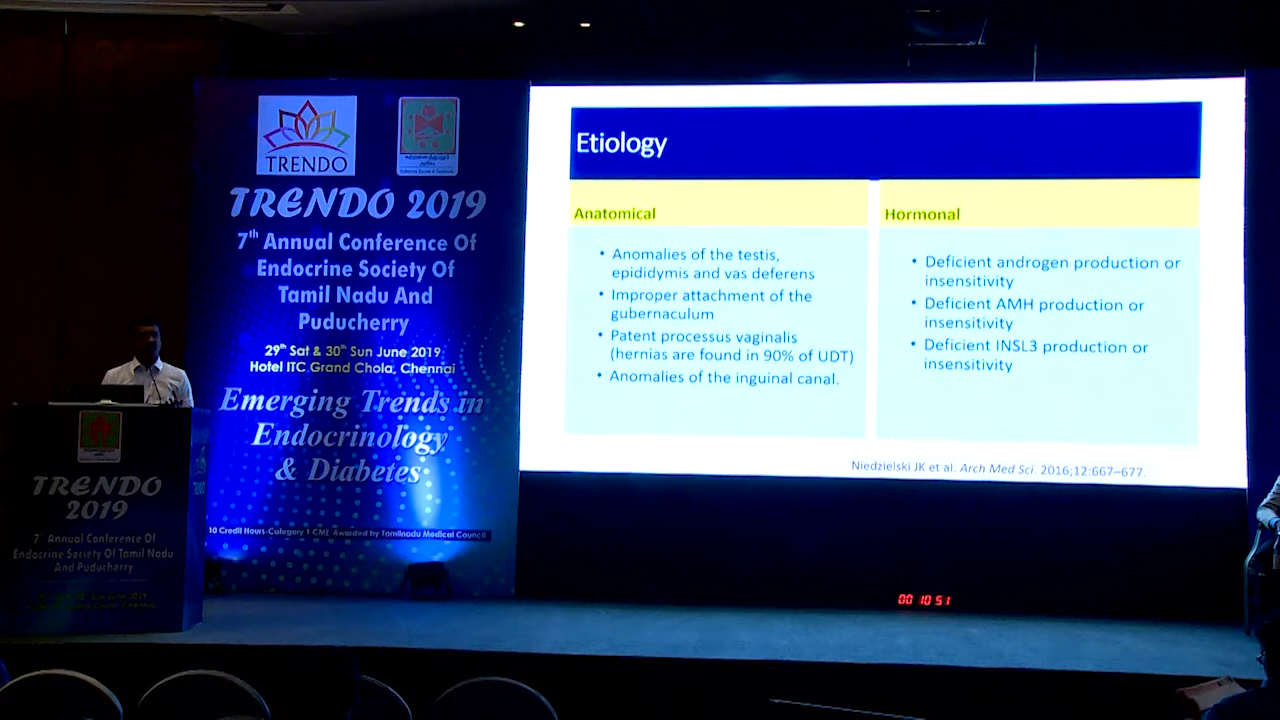 TRENDO
TRENDO 2019
7th Annual Conference Of
Endocrine Society Of
Tamil Nadu And
Puducherry
29th Sat & 30th Sun June 2019
Hotel ITC Grand Chola, Chennai
Emerging Trends in
Endocrinology
& Diabetes
10 Credit Hours-Category 1 CME Awarded by Tamilnadu Medical Council
Etiology
Anatomical
• Anomalies of the testis,
epididymis and vas deferens
• Improper attachment of the
gubernaculum
• Patent processus vaginalis
(hernias are found in 90% of UDT)
• Anomalies of the inguinal canal.
Hormonal
• Deficient androgen production or
insensitivity
• Deficient AMH production or
insensitivity
• Deficient INSL3 production or
insensitivity
Niedzielski JK et al. Arch Med Sci. 2016;12:667–677.
TRENDO
2019
7 Annual Conference Of
Endocrine Society Of Tamil Nadu
And Puducherry
00 10 51